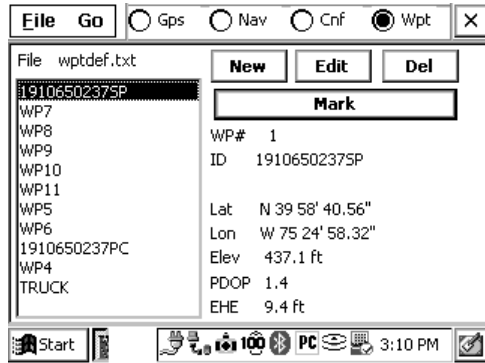 File Go Gps Nav Cnf Wpt
File wptdef.txt
New Edit Del
Mark
1910650237SP
WP7
WP8
WP9
WP10
WP11
WP5
WP6
1910650237PC
WP4
TRUCK
WP# 1
ID 1910650237SP
Lat N 39 58' 40.56"
Lon W 75 24' 58.32"
Elev 437.1 ft
PDOP 1.4
EHE 9.4 ft
Start 100 PC 3:10 PM